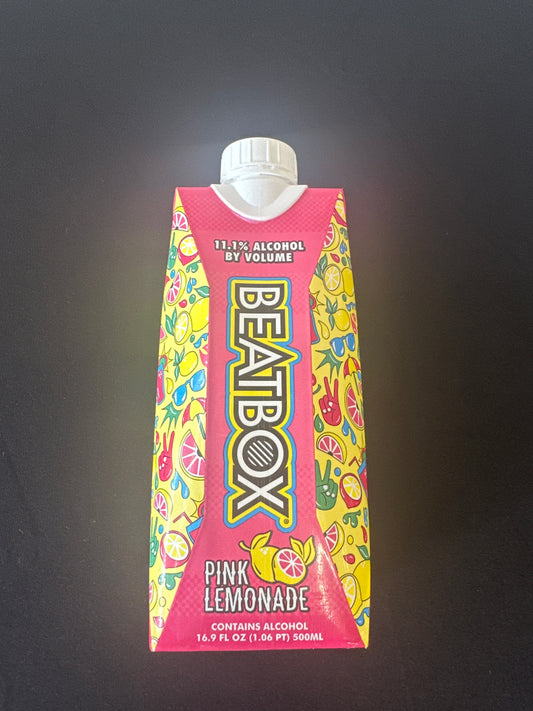 11.1% ALCOHOL
BY VOLUME
BEATBOX®
PINK
LEMONADE
CONTAINS ALCOHOL
16.9 FL OZ (1.06 PT) 500ML